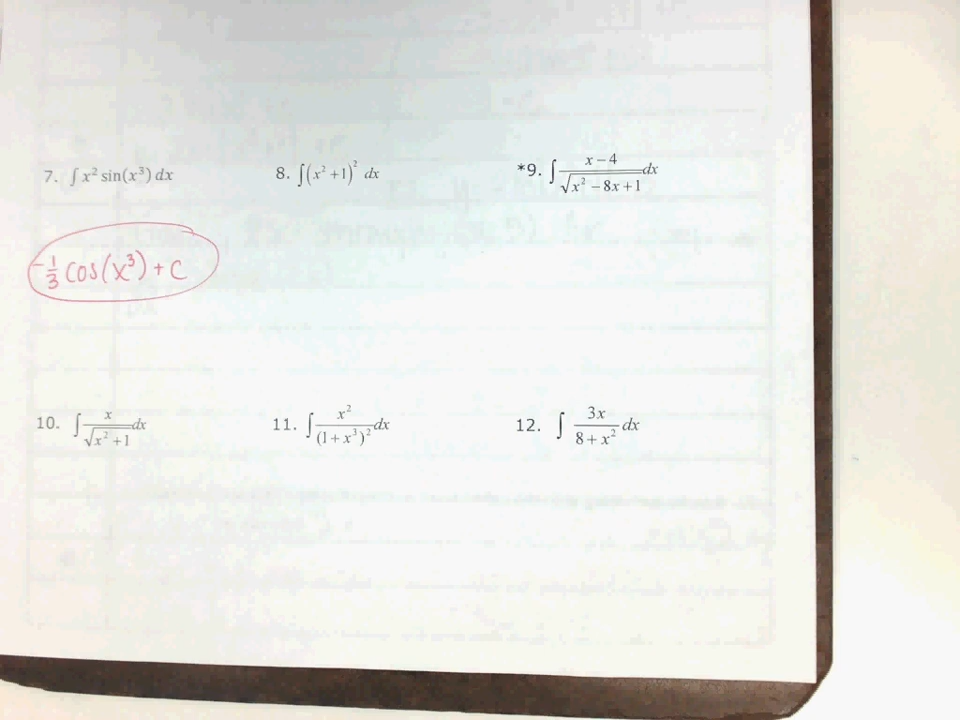 7. ∫ x² sin(x³) dx
8. ∫(x² + 1)² dx
*9. ∫ (x − 4)/√(x² − 8x + 1) dx
-1/3 cos(x³) + C
10. ∫ x/√(x² + 1) dx
11. ∫ x²/(1 + x³)² dx
12. ∫ 3x/(8 + x²) dx